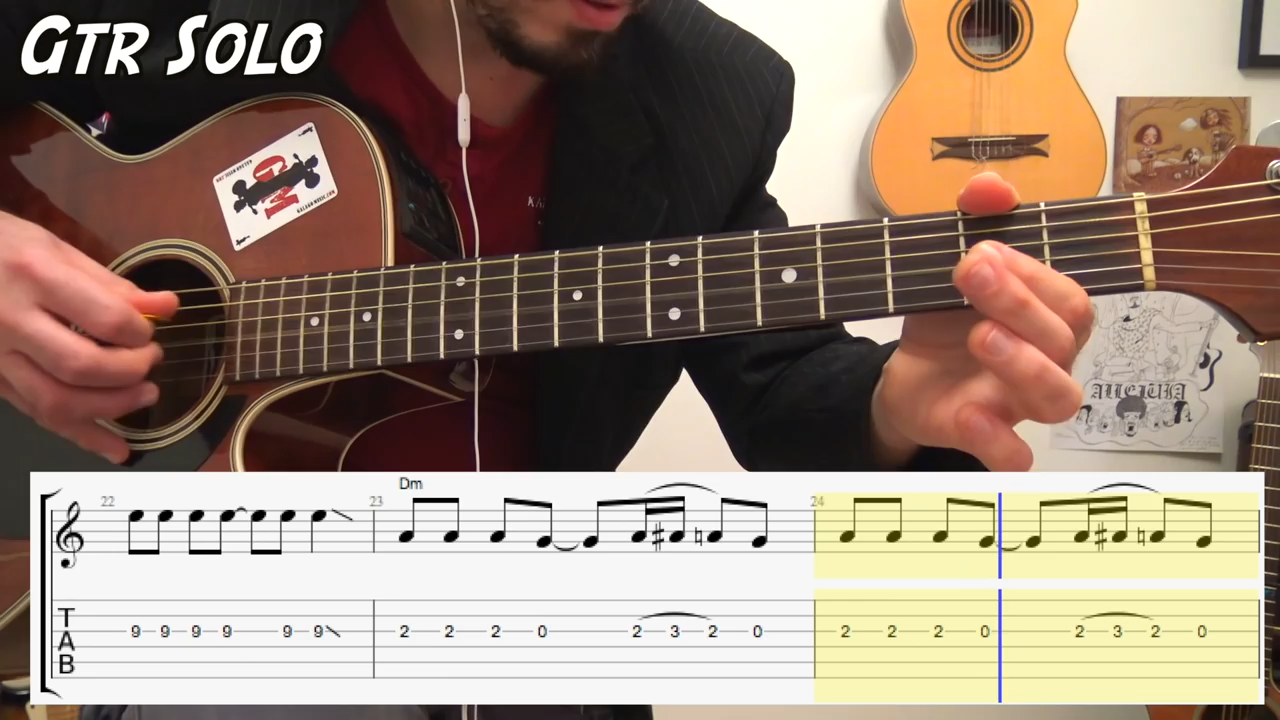 GTR SOLO
KA
ALLELUIA
22
23
Dm
24
T
A
B
9 9 9 9 9 9
2 2 2 0 2 3 2 0
2 2 2 0 2 3 2 0